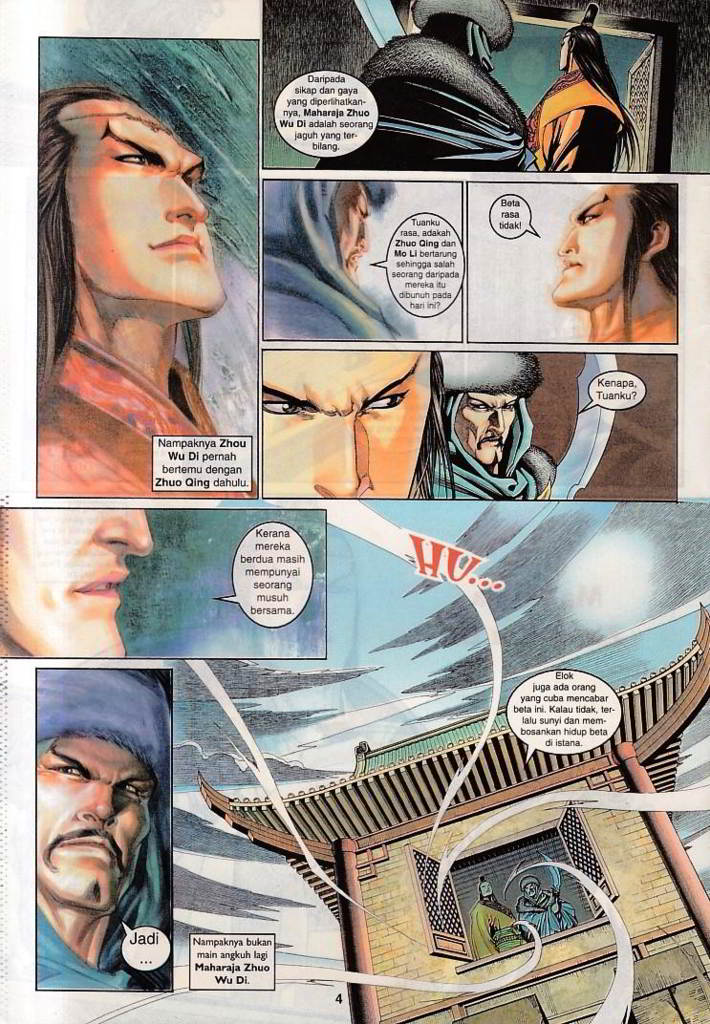 Daripada
sikap dan gaya
yang diperlihatkan-
nya, Maharaja Zhuo
Wu Di adalah seorang
jaguh yang ter-
bilang.
Nampaknya Zhou
Wu Di pernah
bertemu dengan
Zhuo Qing dahulu.
Tuanku
rasa, adakah
Zhuo Qing dan
Mo Li bertarung
sehingga salah
seorang daripada
mereka itu
dibunuh pada
hari ini?
Beta
rasa
tidak!
Kenapa,
Tuanku?
Kerana
mereka
berdua masih
mempunyai
seorang
musuh
bersama.
HU...
Elok
juga ada orang
yang cuba mencabar
beta ini. Kalau tidak, ter-
lalu sunyi dan mem-
bosankan hidup beta
di istana.
Jadi
...
Nampaknya bukan
main angkuh lagi
Maharaja Zhuo
Wu Di.
4